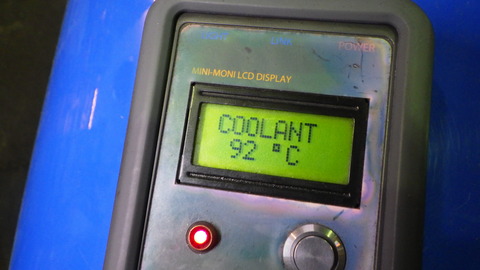 POWER
MINI-MONI LCD DISPLAY
COOLANT
92 °C